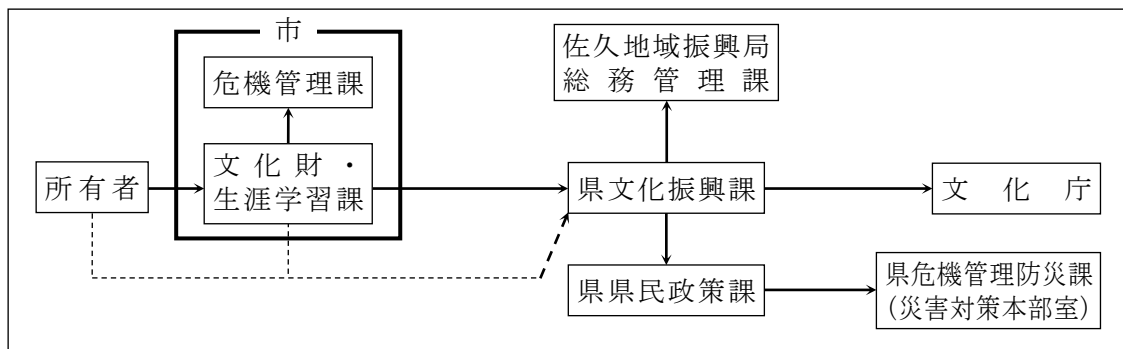 市
危機管理課
文化財・
生涯学習課
所有者
佐久地域振興局
総務管理課
県文化振興課
文化庁
県県民政策課
県危機管理防災課
(災害対策本部室)